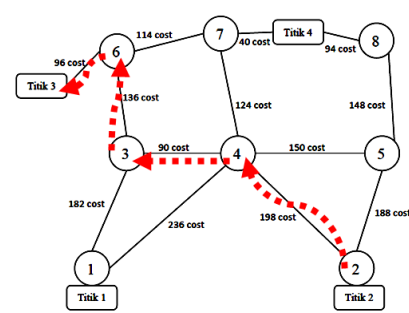 114 cost
7
40 cost
Titik 4
94 cost
8
6
96 cost
Titik 3
136 cost
124 cost
148 cost
3
90 cost
4
150 cost
5
182 cost
236 cost
198 cost
188 cost
1
2
Titik 1
Titik 2